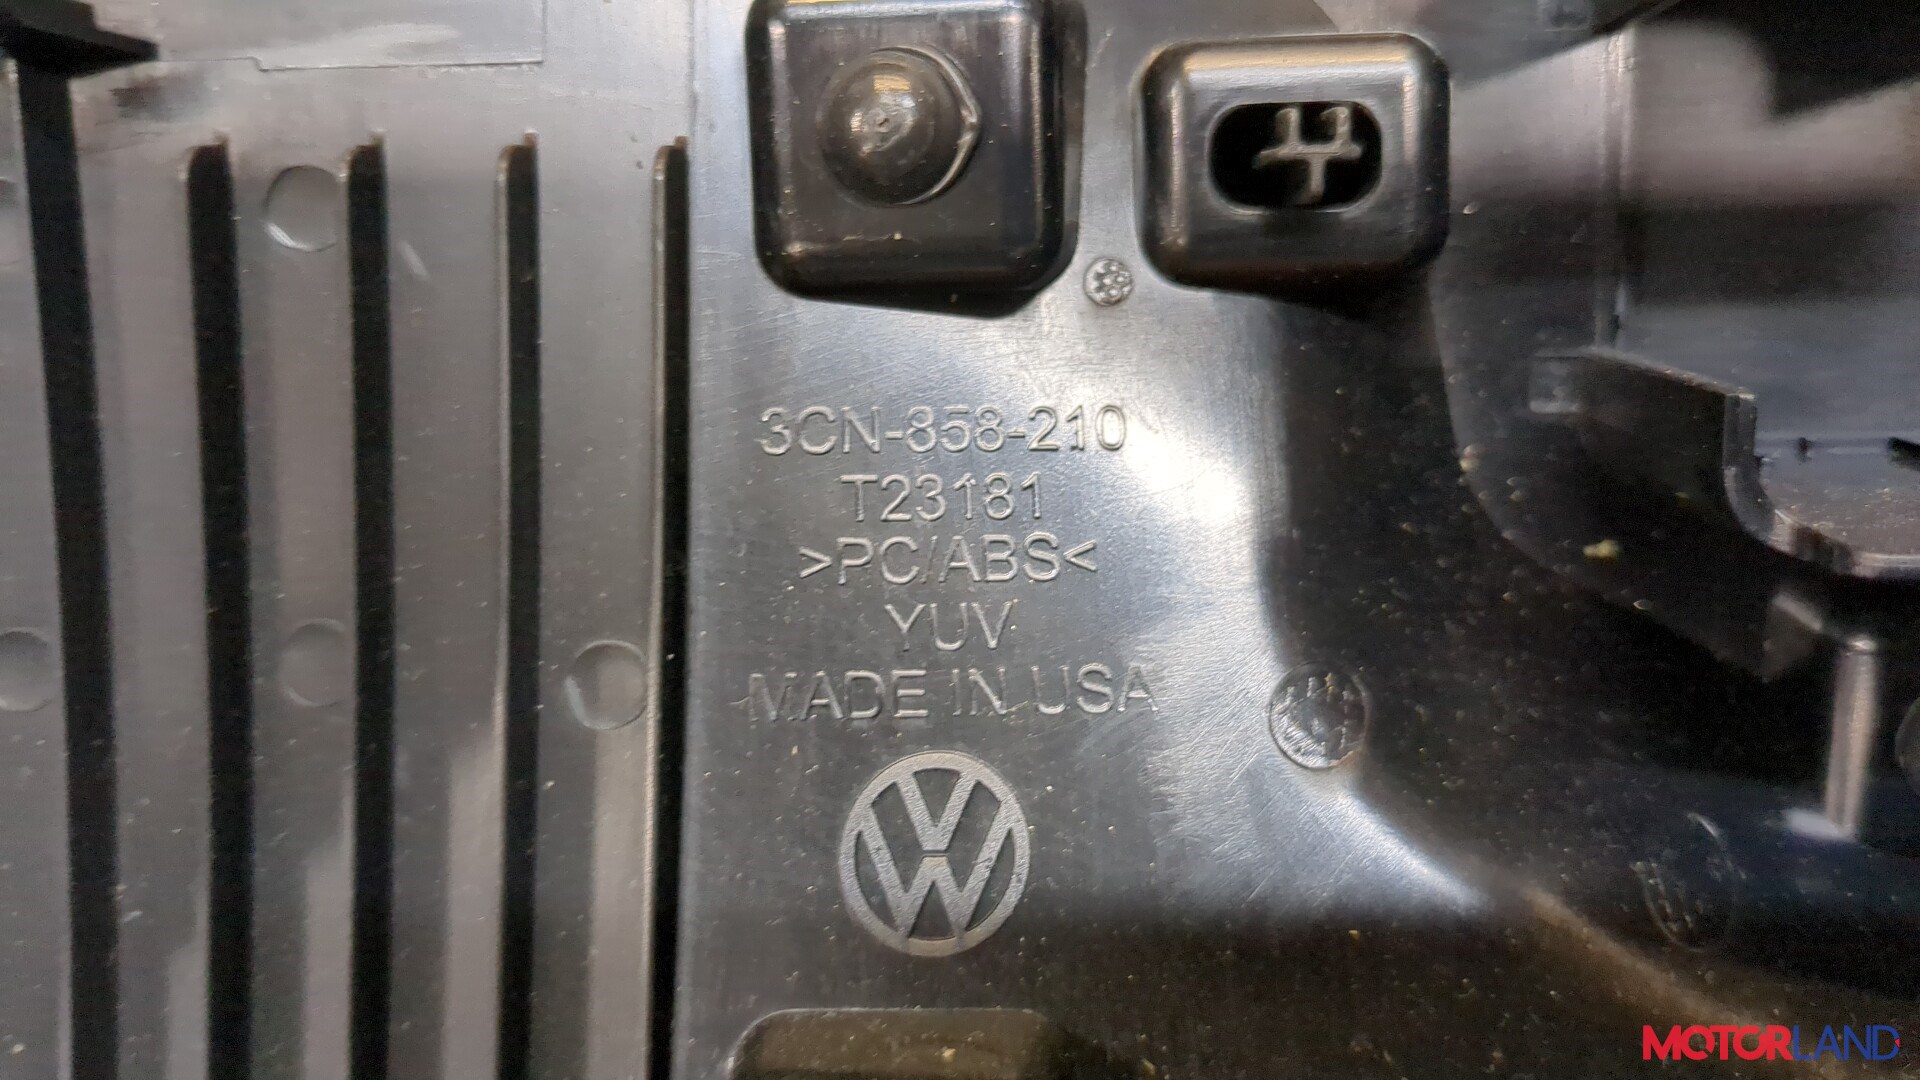 3CN-858-210
T23181
>PC/ABS<
YUV
MADE IN USA
MOTORLAND